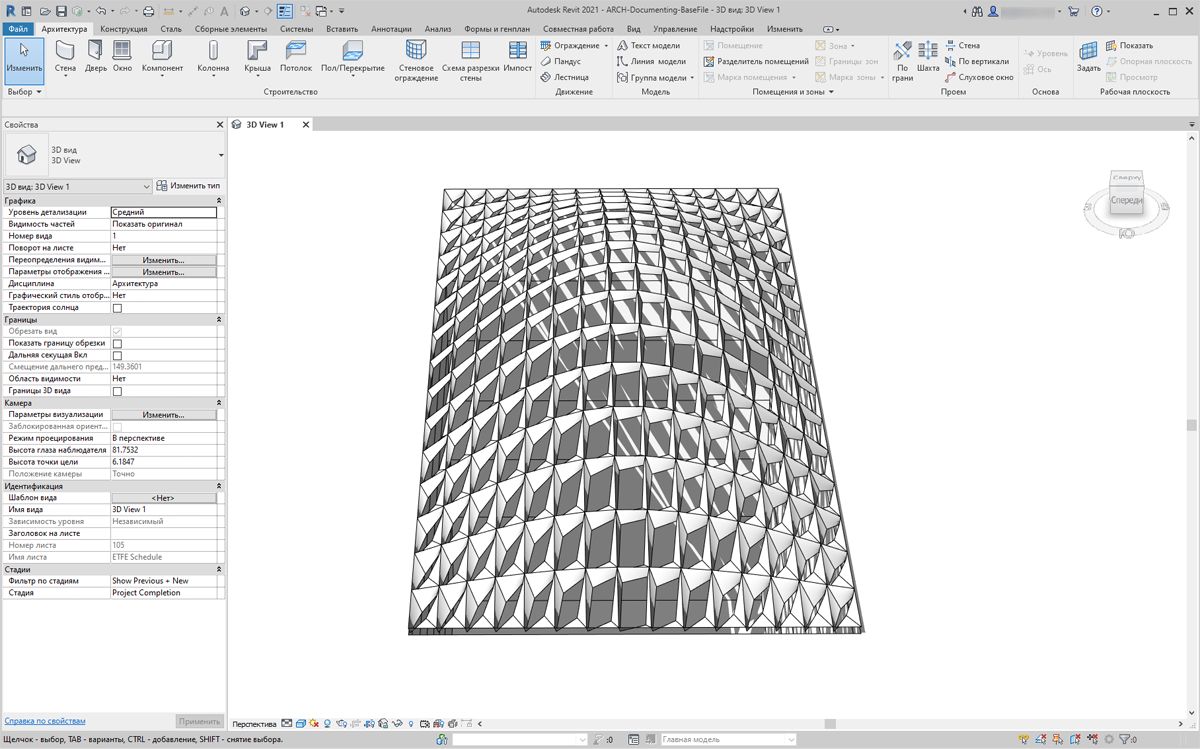 Autodesk Revit 2021 - ARCH-Documenting-BaseFile - 3D вид: 3D View 1
Файл Архитектура Конструкция Сталь Сборные элементы Системы Вставить Аннотации Анализ Формы и генплан Совместная работа Вид Управление Надстройки Изменить
Изменить Стена Дверь Окно Компонент Колонна Крыша Потолок Пол/Перекрытие Стеновое ограждение Схема разрезки стены Импост
Ограждение Текст модели Помещение Зона Стена Уровень Показать
Пандус Линия модели Разделитель помещений Границы зон По грани Шахта По вертикали Ось Задать Опорная плоскость
Лестница Группа модели Марка помещения Марка зоны Слуховое окно Просмотр
Выбор Строительство Движение Модель Помещения и зоны Проем Основа Рабочая плоскость
Свойства
3D View 1
3D вид
3D View
3D вид: 3D View 1 Изменить тип
Графика
Уровень детализации Средний
Видимость частей Показать оригинал
Номер вида 1
Поворот на листе Нет
Переопределения видим... Изменить...
Параметры отображения ... Изменить...
Дисциплина Архитектура
Графический стиль отобр... Нет
Траектория солнца
Границы
Обрезать вид
Показать границу обрезки
Дальняя секущая Вкл
Смещение дальнего пред... 149.3601
Область видимости Нет
Границы 3D вида
Камера
Параметры визуализации Изменить...
Заблокированная ориент...
Режим проецирования В перспективе
Высота глаза наблюдателя 81.7532
Высота точки цели 6.1847
Положение камеры Точно
Идентификация
Шаблон вида <Нет>
Имя вида 3D View 1
Зависимость уровня Независимый
Заголовок на листе
Номер листа 105
Имя листа ETFE Schedule
Стадии
Фильтр по стадиям Show Previous + New
Стадия Project Completion
Сверху
Спереди
Ю
Справка по свойствам Применить
Перспектива
Щелчок - выбор, TAB - варианты, CTRL - добавление, SHIFT - снятие выбора. :0 Главная модель :0